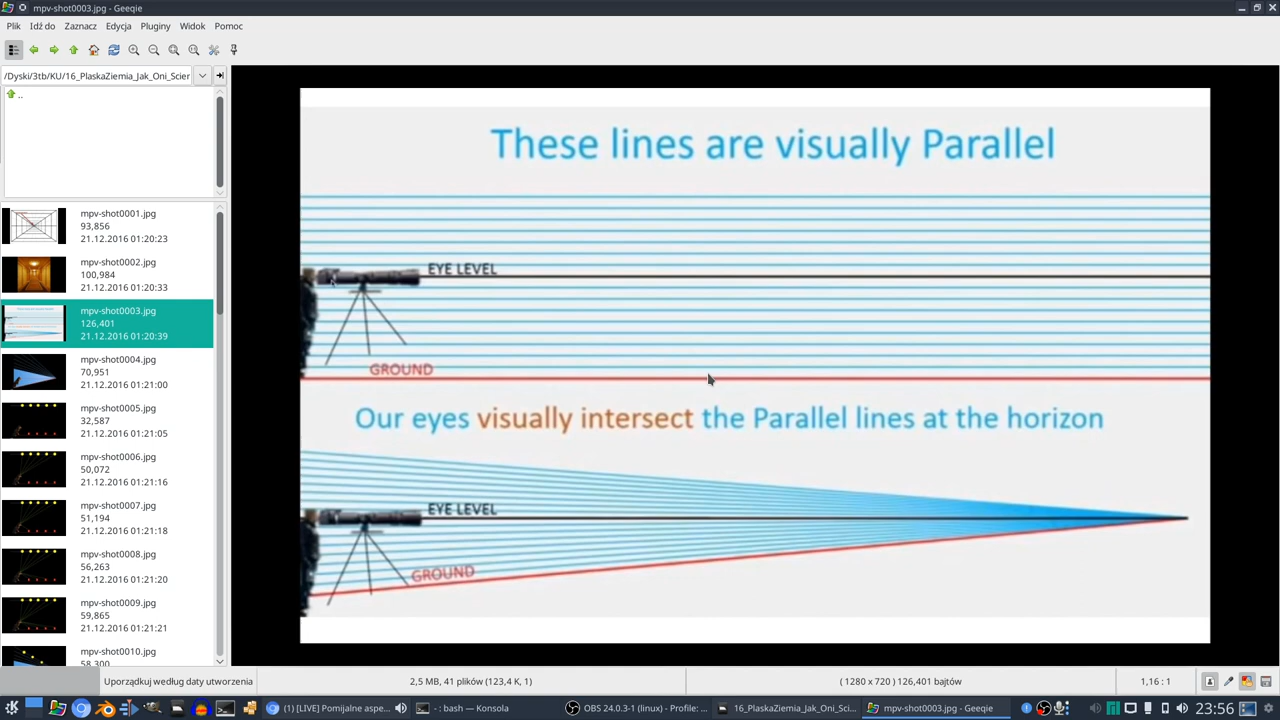 mpv-shot0003.jpg - Geeqie
Plik Idź do Zaznacz Edycja Pluginy Widok Pomoc
/Dyski/3tb/KU/16_PlaskaZiemia_Jak_Oni_Scier
..
mpv-shot0001.jpg
93,856
21.12.2016 01:20:23
mpv-shot0002.jpg
100,984
21.12.2016 01:20:33
mpv-shot0003.jpg
126,401
21.12.2016 01:20:39
mpv-shot0004.jpg
70,951
21.12.2016 01:21:00
mpv-shot0005.jpg
32,587
21.12.2016 01:21:05
mpv-shot0006.jpg
50,072
21.12.2016 01:21:16
mpv-shot0007.jpg
51,194
21.12.2016 01:21:18
mpv-shot0008.jpg
56,263
21.12.2016 01:21:20
mpv-shot0009.jpg
59,865
21.12.2016 01:21:21
mpv-shot0010.jpg
58,300
These lines are visually Parallel
EYE LEVEL
GROUND
Our eyes visually intersect the Parallel lines at the horizon
EYE LEVEL
GROUND
Uporządkuj według daty utworzenia
2,5 MB, 41 plików (123,4 K, 1)
( 1280 x 720 ) 126,401 bajtów
1,16 : 1
(1) [LIVE] Pomijalne aspe...
- : bash — Konsola
OBS 24.0.3-1 (linux) - Profile: ...
16_PlaskaZiemia_Jak_Oni_Sci...
mpv-shot0003.jpg - Geeqie
23:56